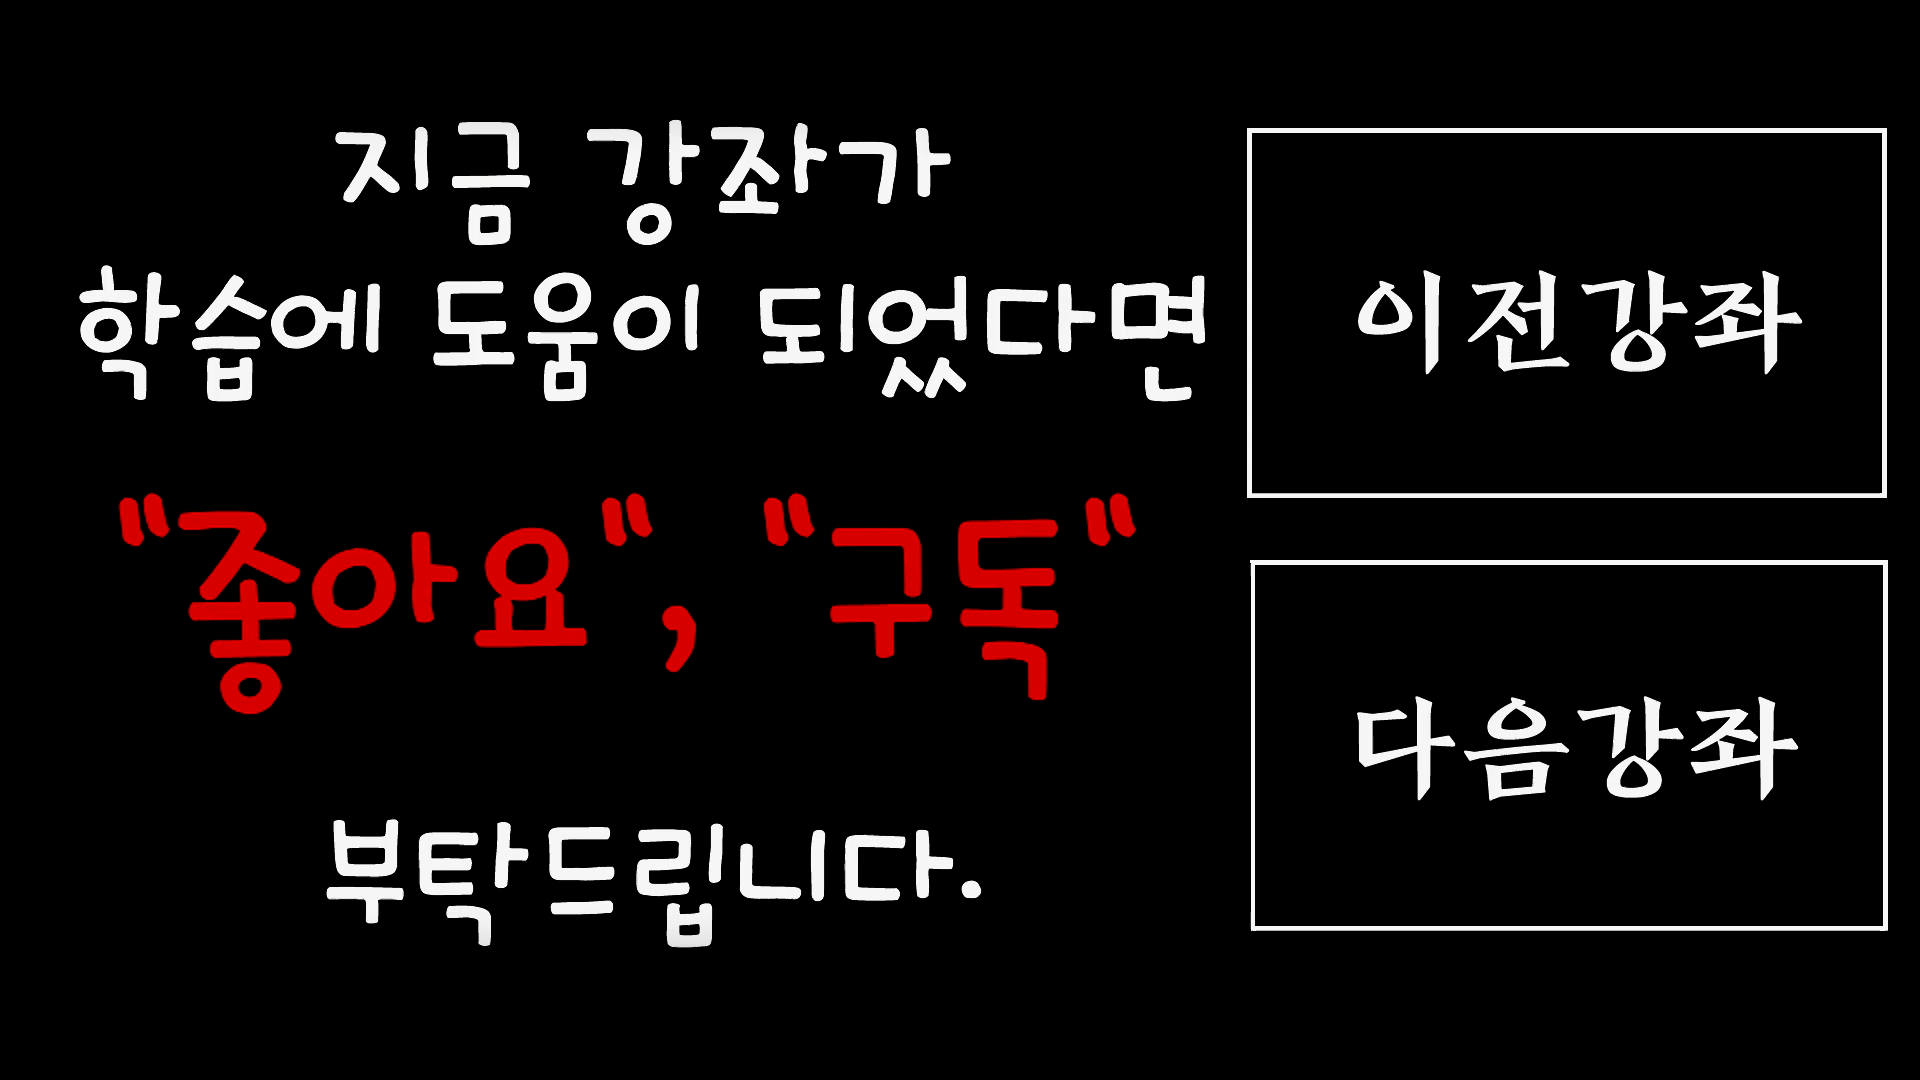 지금 강좌가
학습에 도움이 되었다면
"좋아요", "구독"
부탁드립니다.
이전강좌
다음강좌